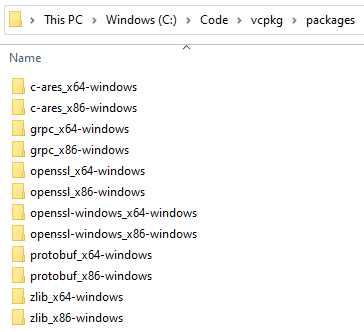 This PC > Windows (C:) > Code > vcpkg > packages
Name
c-ares_x64-windows
c-ares_x86-windows
grpc_x64-windows
grpc_x86-windows
openssl_x64-windows
openssl_x86-windows
openssl-windows_x64-windows
openssl-windows_x86-windows
protobuf_x64-windows
protobuf_x86-windows
zlib_x64-windows
zlib_x86-windows